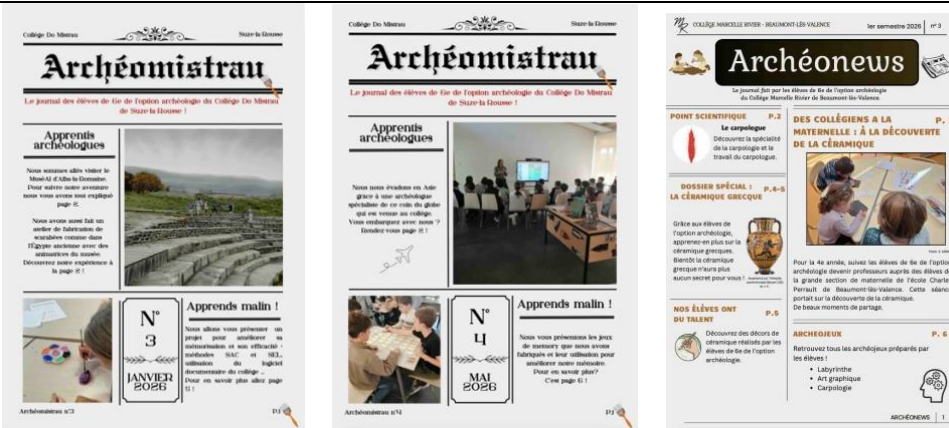 Collège Do Mistrau
Suze-la-Rousse
Archéomistrau
Le journal des élèves de 6e de l'option archéologie du Collège Do Mistrau
de Suze-la-Rousse !
Apprentis
archéologues
Nous sommes allés visiter le
MuséAl d'Alba-la-Romaine.
Pour suivre notre aventure
nous vous avons tout expliqué
page 2.
Nous avons aussi fait un
atelier de fabrication de
scarabées comme dans
l'Egypte ancienne avec des
animatrices du musée.
Découvrez notre expérience à
la page 2 !
N°
3
JANVIER
2026
Apprends malin !
Nous allons vous présenter un
projet pour améliorer sa
mémorisation et son efficacité :
méthodes SAC et SEL,
utilisation du logiciel
documentaire du collège ..
Pour en savoir plus allez page
5 !
Archéomistrau n°3
P.1
Collège Do Mistrau
Suze-la-Rousse
Archéomistrau
Le journal des élèves de 6e de l'option archéologie du Collège Do Mistrau
de Suze-la-Rousse !
Apprentis
archéologues
Nous nous évadons en Asie
grâce à une archéologue
spécialiste de ce coin du globe
qui est venue au collège.
Vous embarquez avec nous ?
Rendez-vous page 2 !
N°
4
MAI
2026
Apprends malin !
Nous vous présentons les jeux
de memory que nous avons
fabriqués et leur utilisation pour
améliorer notre mémoire.
Pour en savoir plus?
C'est page 6 !
Archéomistrau n°4
P.1
MR COLLÈGE MARCELLE RIVIER - BEAUMONT-LÈS-VALENCE
1er semestre 2026 | n° 3
Archéonews
Le journal fait par les élèves de 6e de l'option archéologie
du Collège Marcelle Rivier de Beaumont-lès-Valence.
POINT SCIENTIFIQUE P.2
Le carpologue
Découvrez la spécialité
de la carpologie et le
travail du carpologue.
DOSSIER SPÉCIAL : P.4-5
LA CÉRAMIQUE GRECQUE
Grâce aux élèves de
l'option archéologie,
apprenez-en plus sur la
céramique grecque.
Bientôt la céramique
grecque n'aura plus
aucun secret pour vous !
NOS ÉLÈVES ONT P.5
DU TALENT
Découvrez des décors de
céramique réalisés par les
élèves de 6e de l'option
archéologie.
DES COLLÉGIENS A LA P.
MATERNELLE : À LA DÉCOUVERTE
DE LA CÉRAMIQUE
Pour la 4e année, suivez les élèves de 6e de l'option
archéologie devenir professeurs auprès des élèves de
la grande section de maternelle de l'école Charles
Perrault de Beaumont-lès-Valence. Cette séance
portait sur la découverte de la céramique.
De beaux moments de partage.
ARCHEOJEUX P. 6
Retrouvez tous les archéojeux préparés par
les élèves !
• Labyrinthe
• Art graphique
• Carpologie
ARCHÉONEWS | 1